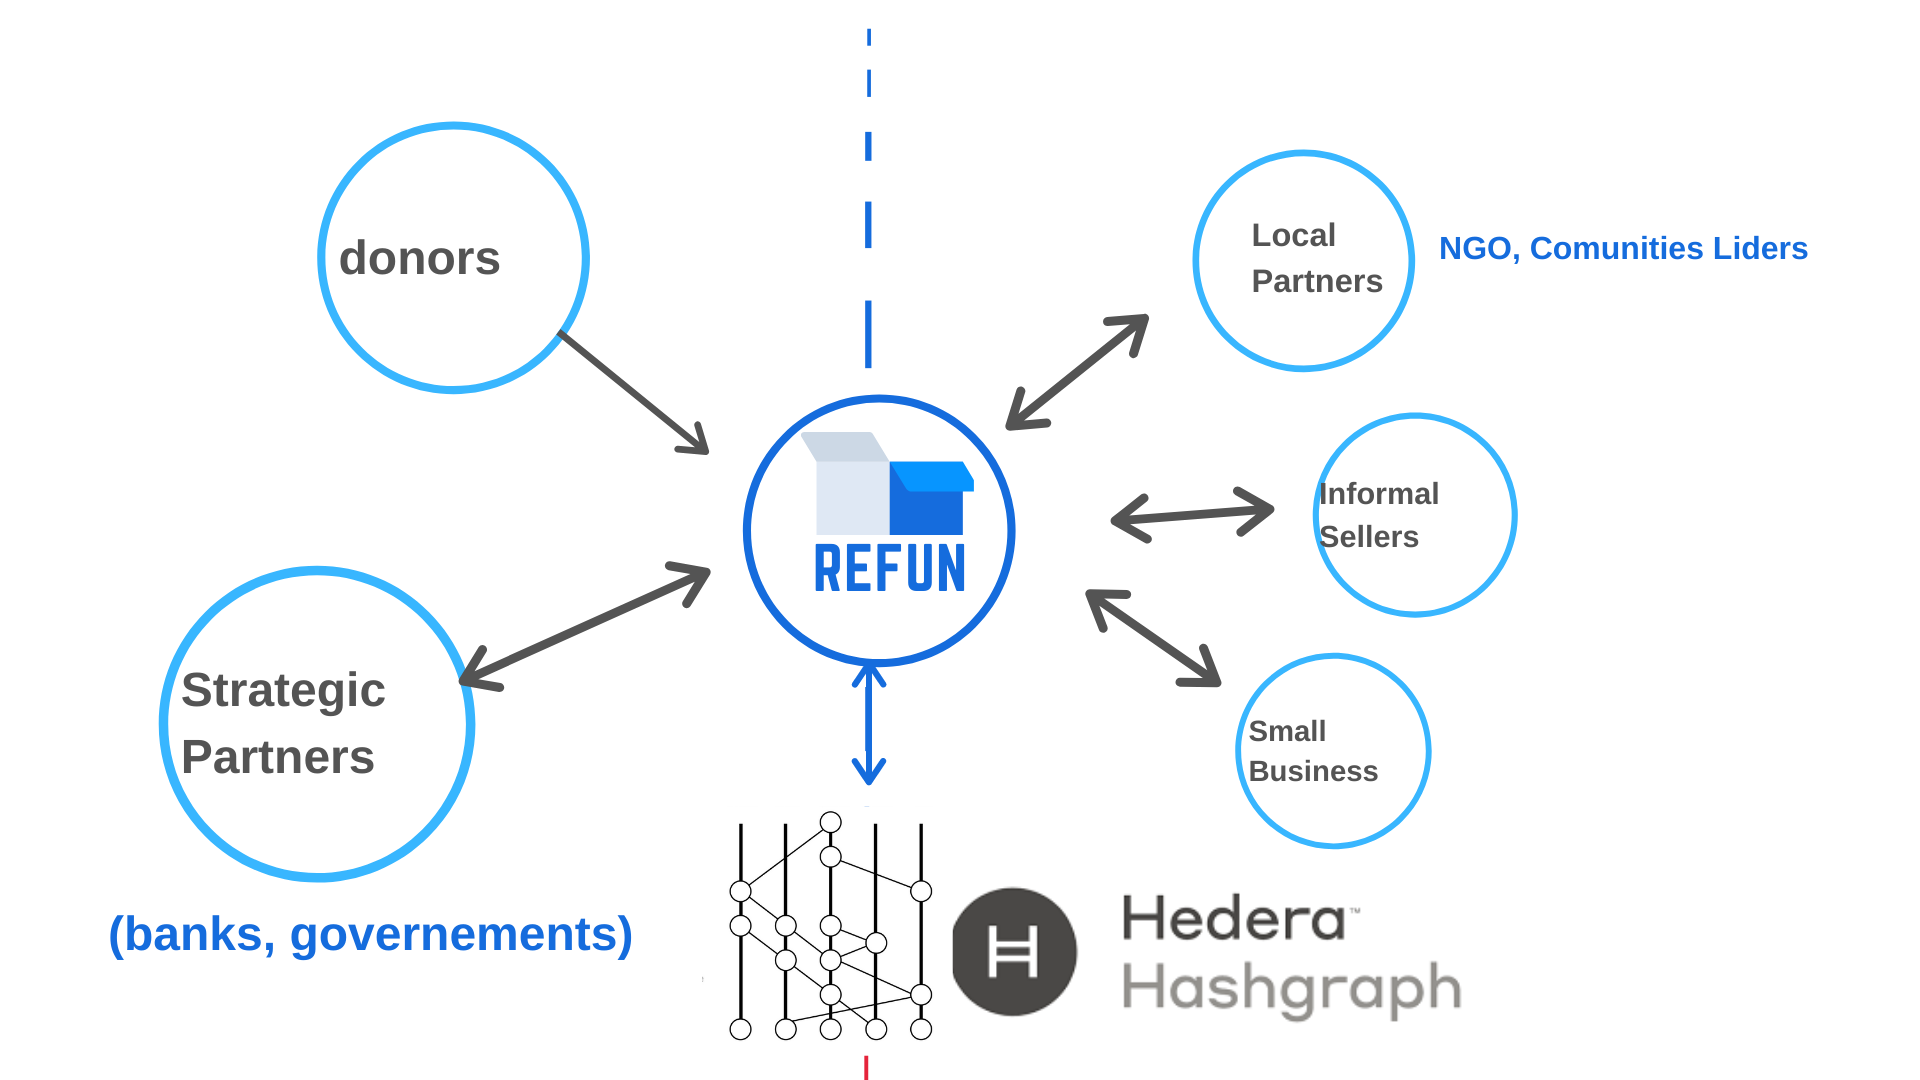 donors
Local
Partners
NGO, Comunities Liders
REFUN
Informal
Sellers
Strategic
Partners
Small
Business
(banks, governements)
H
Hedera™
Hashgraph